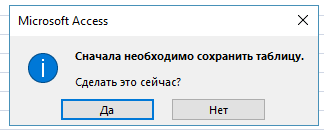 Microsoft Access
Сначала необходимо сохранить таблицу.
Сделать это сейчас?
Да Нет